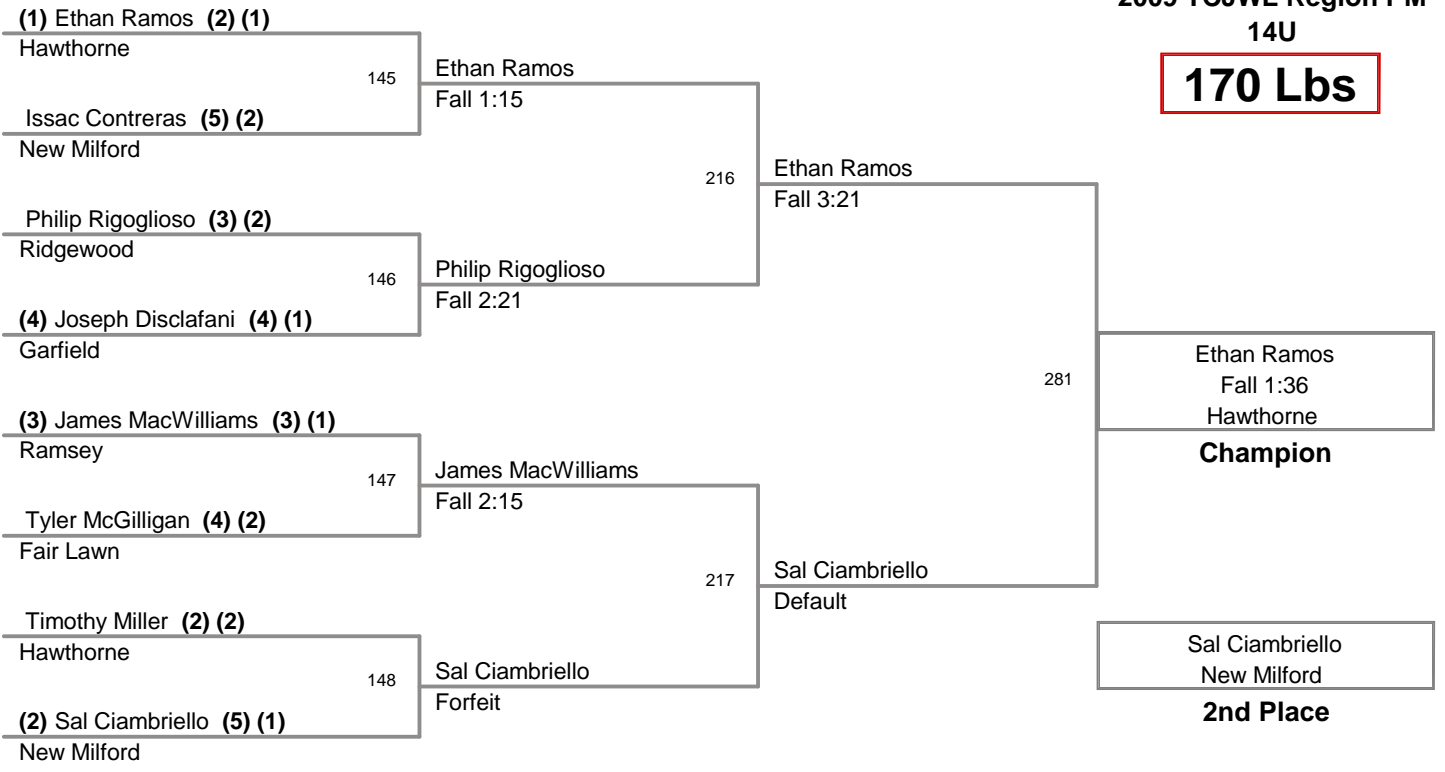 2009 TCJWL Region PM
14U
170 Lbs
(1) Ethan Ramos (2) (1)
Hawthorne
145
Issac Contreras (5) (2)
New Milford
Ethan Ramos
Fall 1:15
Philip Rigoglioso (3) (2)
Ridgewood
146
(4) Joseph Disclafani (4) (1)
Garfield
Philip Rigoglioso
Fall 2:21
216
Ethan Ramos
Fall 3:21
(3) James MacWilliams (3) (1)
Ramsey
147
Tyler McGilligan (4) (2)
Fair Lawn
James MacWilliams
Fall 2:15
Timothy Miller (2) (2)
Hawthorne
148
(2) Sal Ciambriello (5) (1)
New Milford
Sal Ciambriello
Forfeit
217
Sal Ciambriello
Default
281
Ethan Ramos
Fall 1:36
Hawthorne
Champion
Sal Ciambriello
New Milford
2nd Place